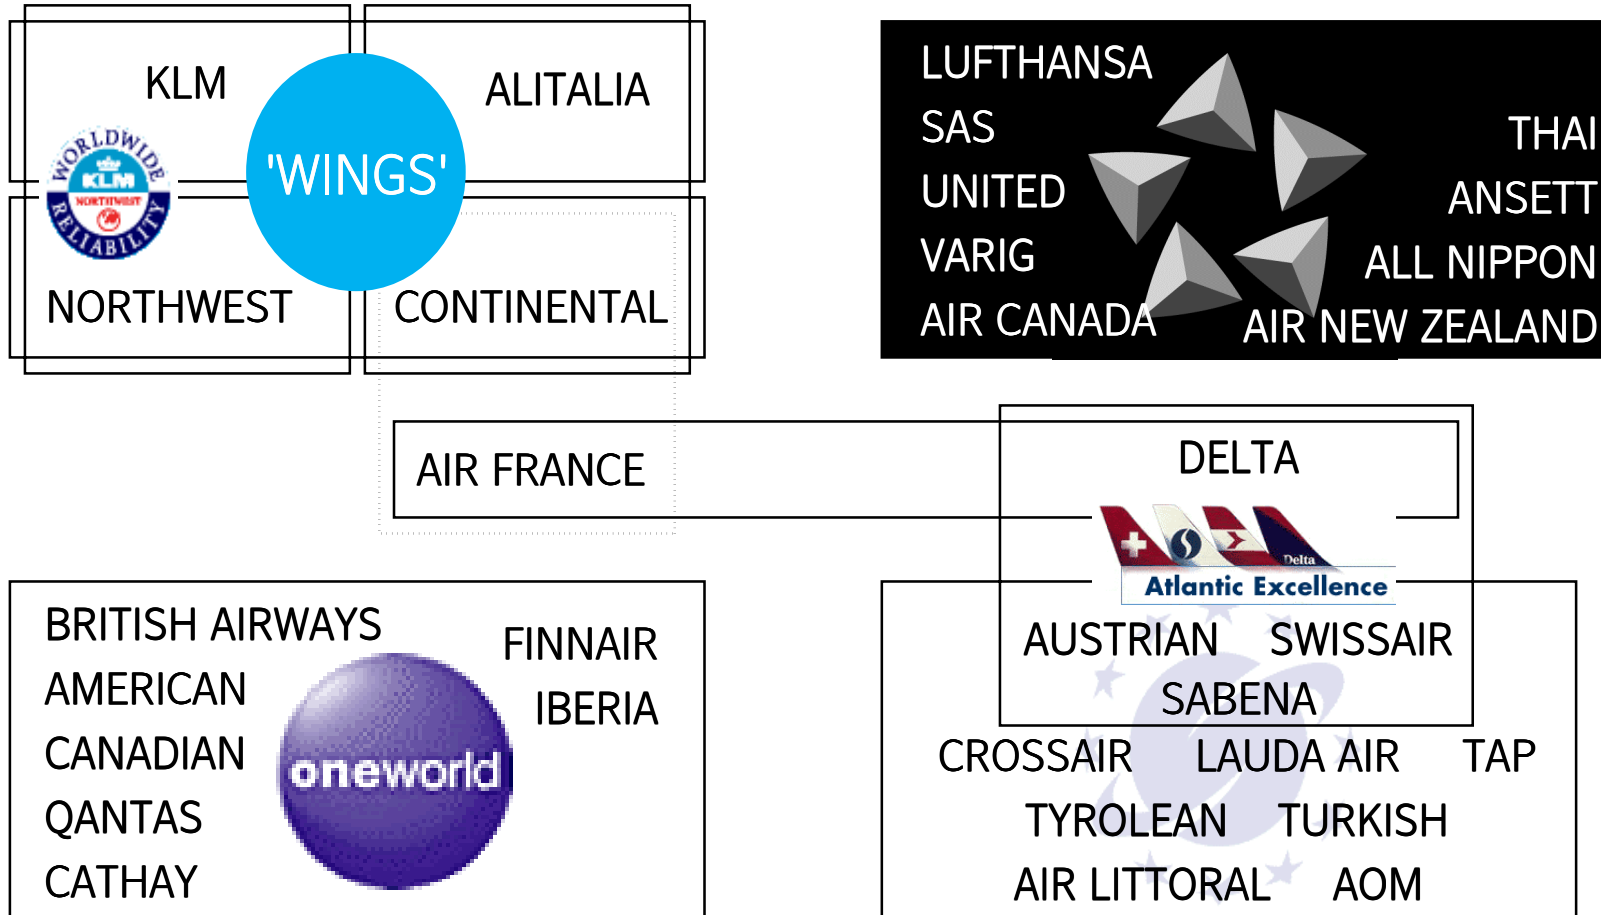 KLM
ALITALIA
WORLDWIDE
KLM
NORTHWEST
RELIABILITY
'WINGS'
NORTHWEST
CONTINENTAL
LUFTHANSA
SAS
UNITED
VARIG
AIR CANADA
THAI
ANSETT
ALL NIPPON
AIR NEW ZEALAND
AIR FRANCE
DELTA
Delta
Atlantic Excellence
AUSTRIAN SWISSAIR
SABENA
CROSSAIR LAUDA AIR TAP
TYROLEAN TURKISH
AIR LITTORAL AOM
BRITISH AIRWAYS
AMERICAN
CANADIAN
QANTAS
CATHAY
oneworld
FINNAIR
IBERIA